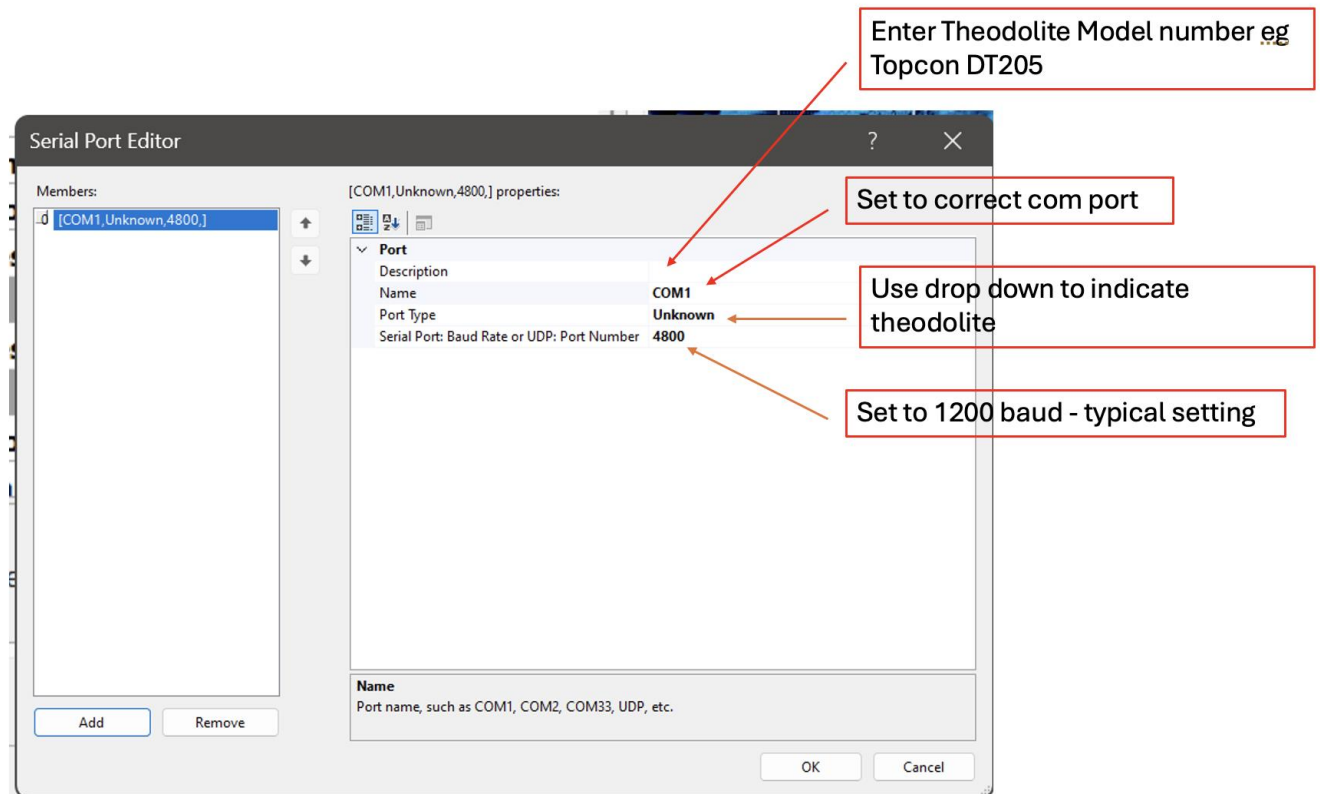 Enter Theodolite Model number eg
Topcon DT205
Serial Port Editor
?
Members:
[COM1,Unknown,4800,]
[COM1,Unknown,4800,] properties:
Set to correct com port
Port
Description
Name COM1
Port Type Unknown
Serial Port: Baud Rate or UDP: Port Number 4800
Use drop down to indicate
theodolite
Set to 1200 baud - typical setting
Name
Port name, such as COM1, COM2, COM33, UDP, etc.
Add Remove
OK Cancel